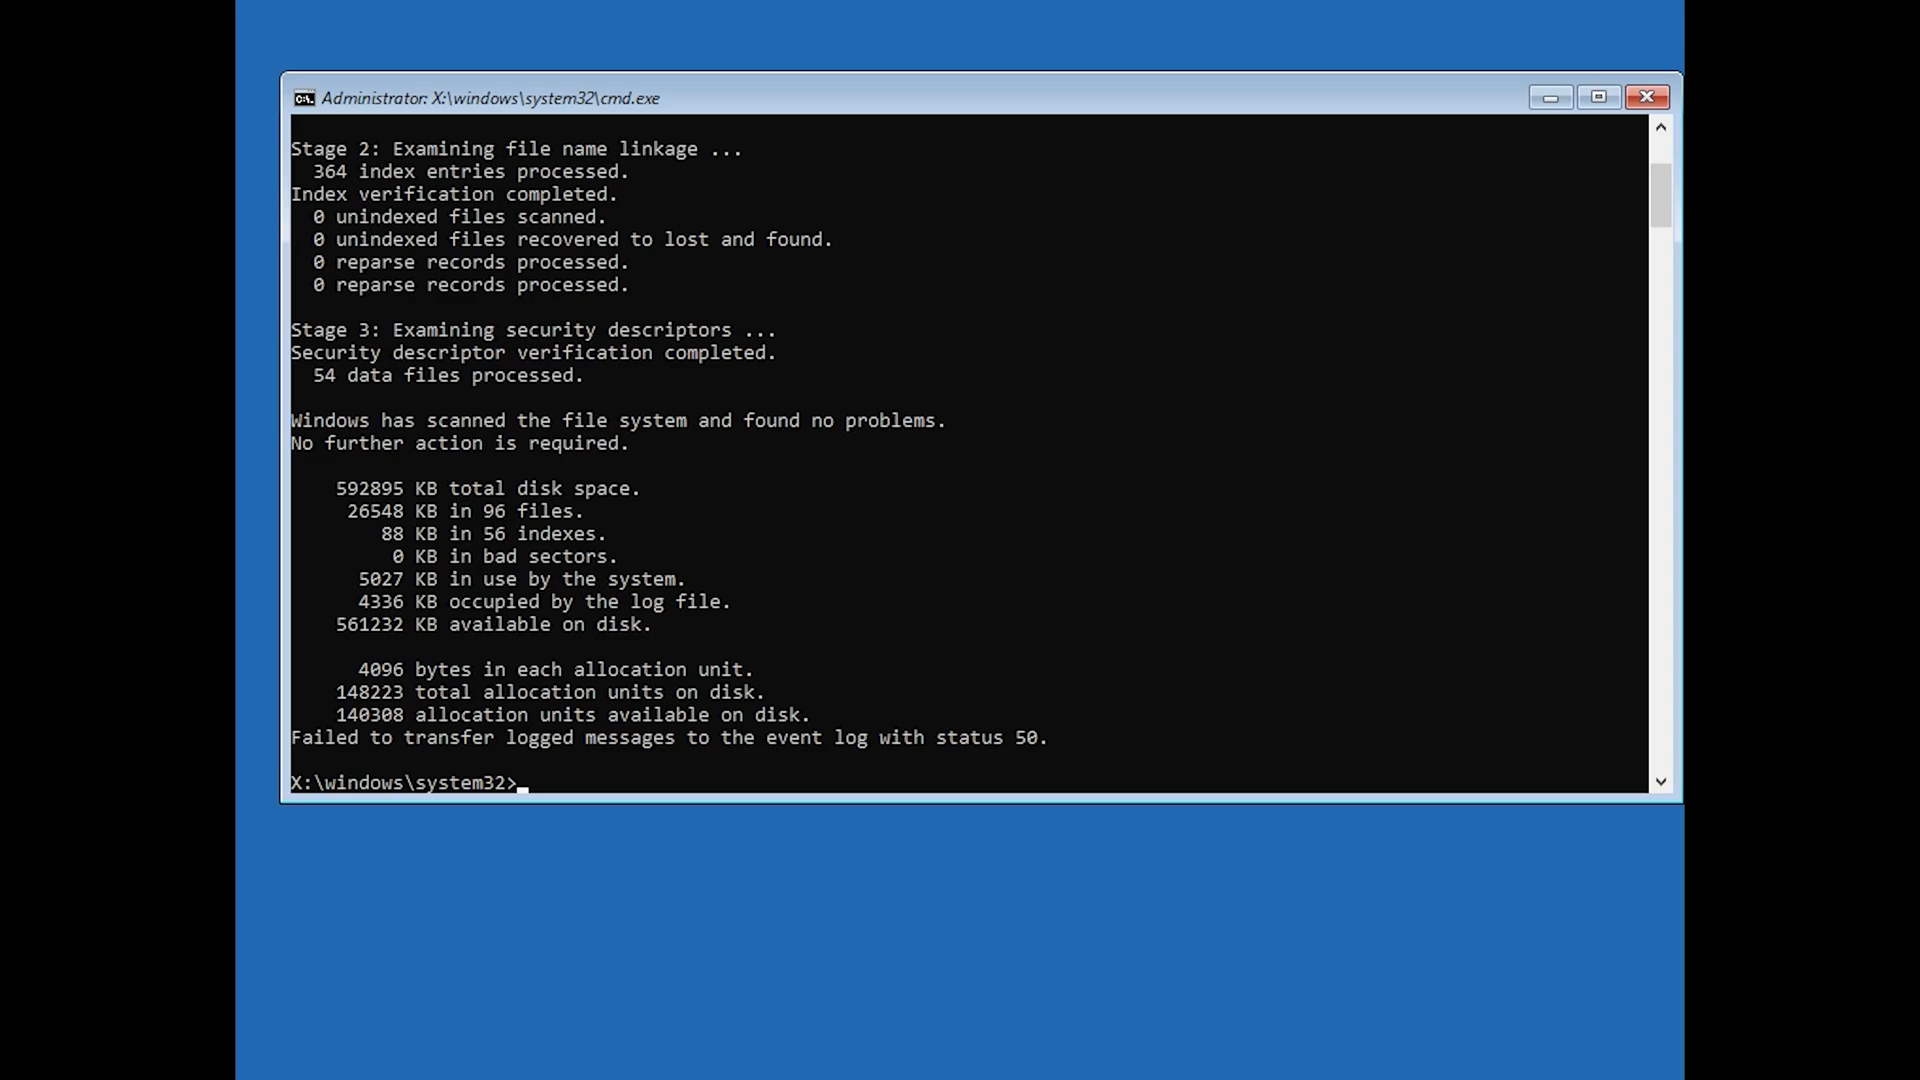 Administrator: X:\windows\system32\cmd.exe
Stage 2: Examining file name linkage ...
364 index entries processed.
Index verification completed.
0 unindexed files scanned.
0 unindexed files recovered to lost and found.
0 reparse records processed.
0 reparse records processed.
Stage 3: Examining security descriptors ...
Security descriptor verification completed.
54 data files processed.
Windows has scanned the file system and found no problems.
No further action is required.
592895 KB total disk space.
26548 KB in 96 files.
88 KB in 56 indexes.
0 KB in bad sectors.
5027 KB in use by the system.
4336 KB occupied by the log file.
561232 KB available on disk.
4096 bytes in each allocation unit.
148223 total allocation units on disk.
140308 allocation units available on disk.
Failed to transfer logged messages to the event log with status 50.
X:\windows\system32>